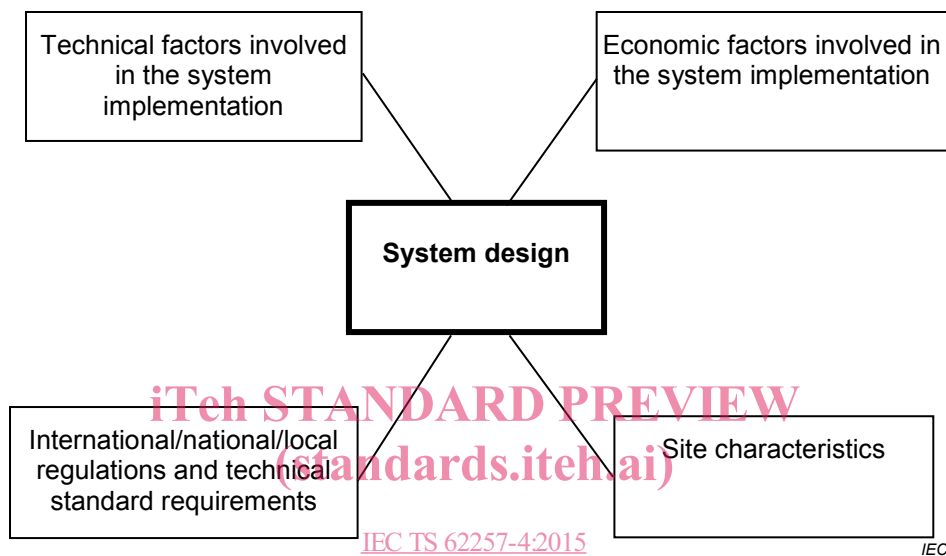 Technical factors involved
in the system
implementation
Economic factors involved in
the system implementation
System design
iTeh STANDARD PREVIEW
(standards.iteh.ai)
International/national/local
regulations and technical
standard requirements
Site characteristics
IEC TS 62257-4:2015
IEC